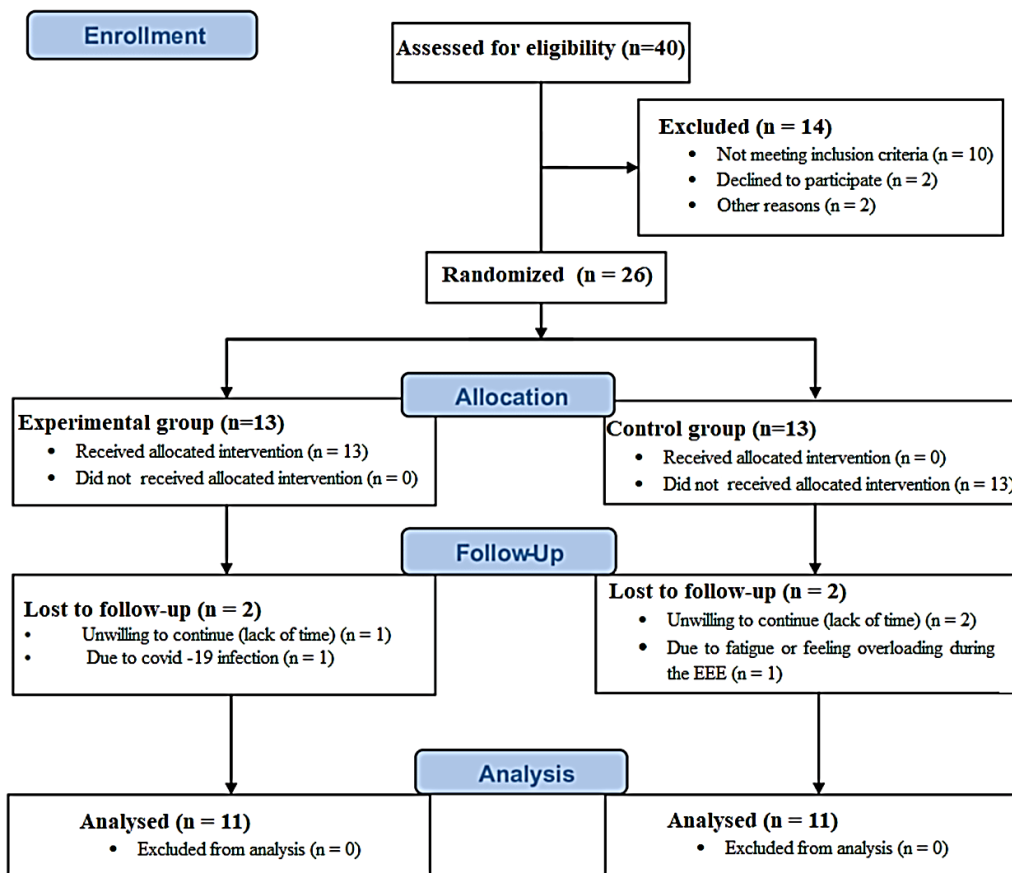 Enrollment
Assessed for eligibility (n=40)
Excluded (n = 14)
• Not meeting inclusion criteria (n = 10)
• Declined to participate (n = 2)
• Other reasons (n = 2)
Randomized (n = 26)
Allocation
Experimental group (n=13)
• Received allocated intervention (n = 13)
• Did not received allocated intervention (n = 0)
Control group (n=13)
• Received allocated intervention (n = 0)
• Did not received allocated intervention (n = 13)
Follow-Up
Lost to follow-up (n = 2)
• Unwilling to continue (lack of time) (n = 1)
• Due to covid -19 infection (n = 1)
Lost to follow-up (n = 2)
• Unwilling to continue (lack of time) (n = 2)
• Due to fatigue or feeling overloading during
the EEE (n = 1)
Analysis
Analysed (n = 11)
• Excluded from analysis (n = 0)
Analysed (n = 11)
• Excluded from analysis (n = 0)